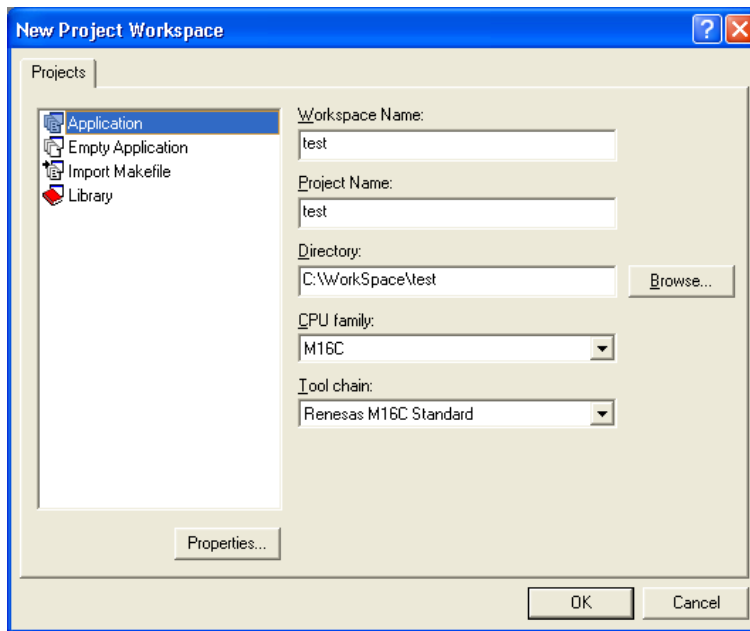 New Project Workspace
Projects
Application
Empty Application
Import Makefile
Library
Properties...
Workspace Name:
test
Project Name:
test
Directory:
C:\WorkSpace\test
Browse...
CPU family:
M16C
Tool chain:
Renesas M16C Standard
OK
Cancel